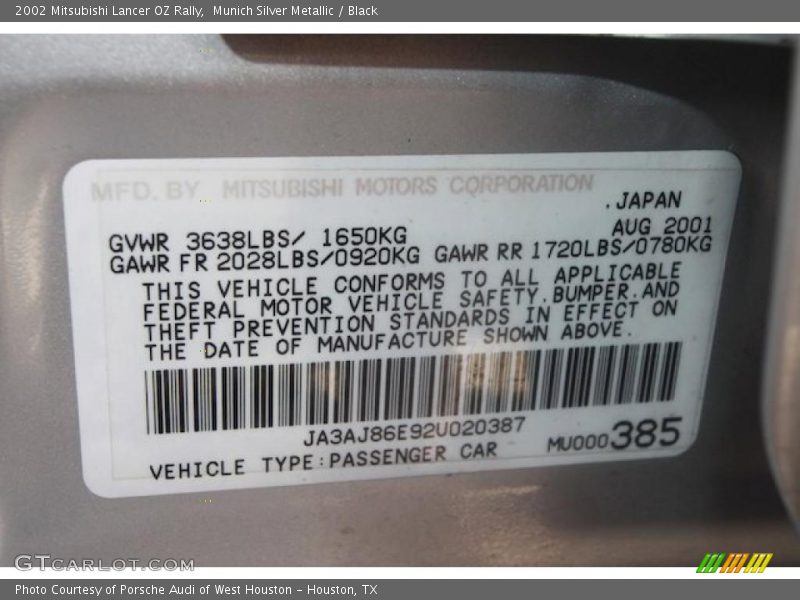 2002 Mitsubishi Lancer OZ Rally,  Munich Silver Metallic / Black
MFD. BY MITSUBISHI MOTORS CORPORATION
.JAPAN
GVWR 3638LBS/ 1650KG AUG 2001
GAWR FR 2028LBS/0920KG GAWR RR 1720LBS/0780KG
THIS VEHICLE CONFORMS TO ALL APPLICABLE
FEDERAL MOTOR VEHICLE SAFETY,BUMPER,AND
THEFT PREVENTION STANDARDS IN EFFECT ON
THE DATE OF MANUFACTURE SHOWN ABOVE.
JA3AJ86E92U020387
MU000385
VEHICLE TYPE:PASSENGER CAR
GTCARLOT.COM
Photo Courtesy of Porsche Audi of West Houston - Houston, TX